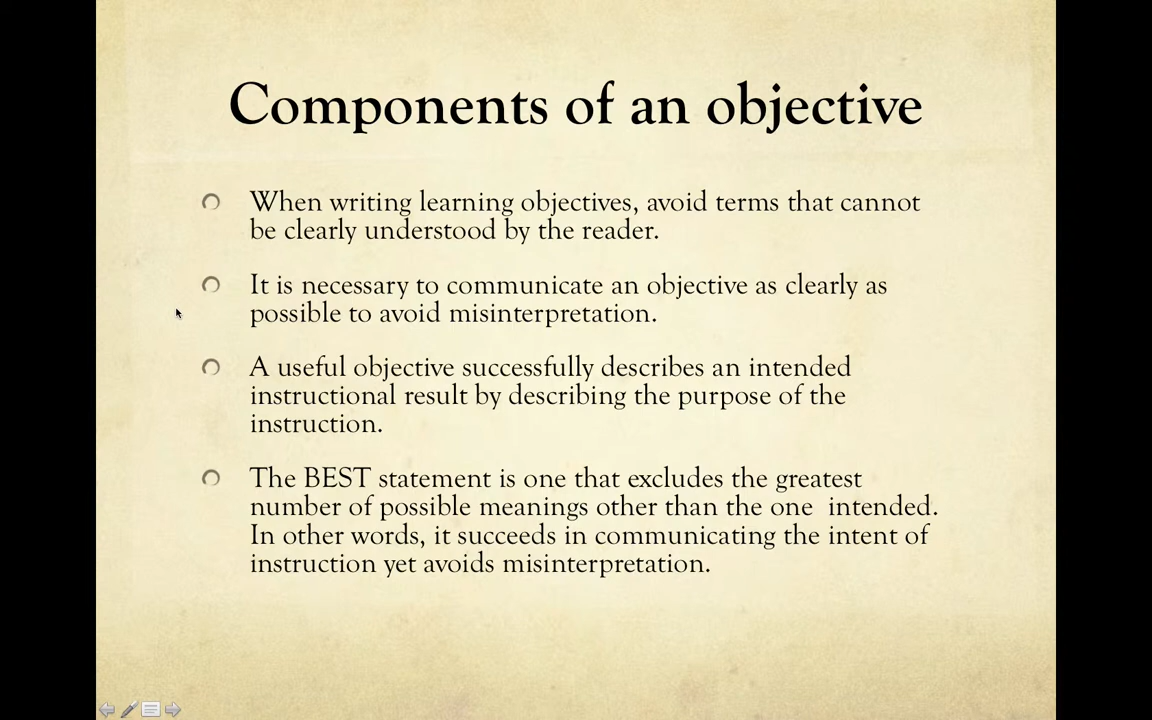 Components of an objective
When writing learning objectives, avoid terms that cannot
be clearly understood by the reader.
It is necessary to communicate an objective as clearly as
possible to avoid misinterpretation.
A useful objective successfully describes an intended
instructional result by describing the purpose of the
instruction.
The BEST statement is one that excludes the greatest
number of possible meanings other than the one  intended.
In other words, it succeeds in communicating the intent of
instruction yet avoids misinterpretation.